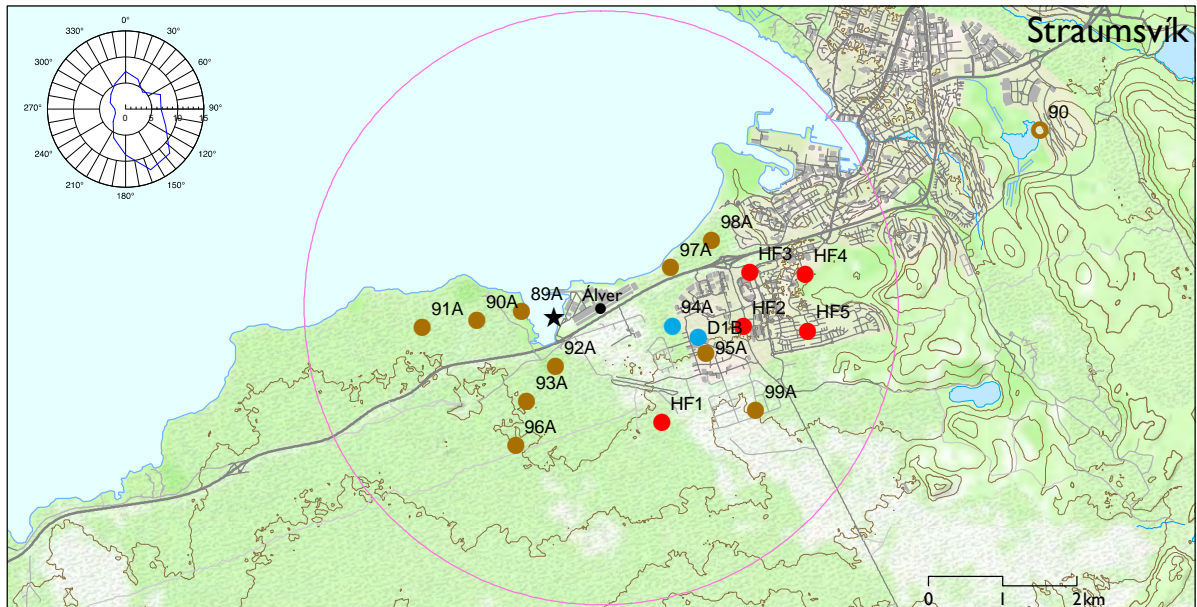 Straumsvík
0°
30°
60°
90°
120°
150°
180°
210°
240°
270°
300°
330°
0 5 10 15
90
98A
97A
HF3
HF4
89A
Álver
90A
91A
94A
HF2
HF5
D1B
92A
95A
93A
HF1
99A
96A
0 1 2 km